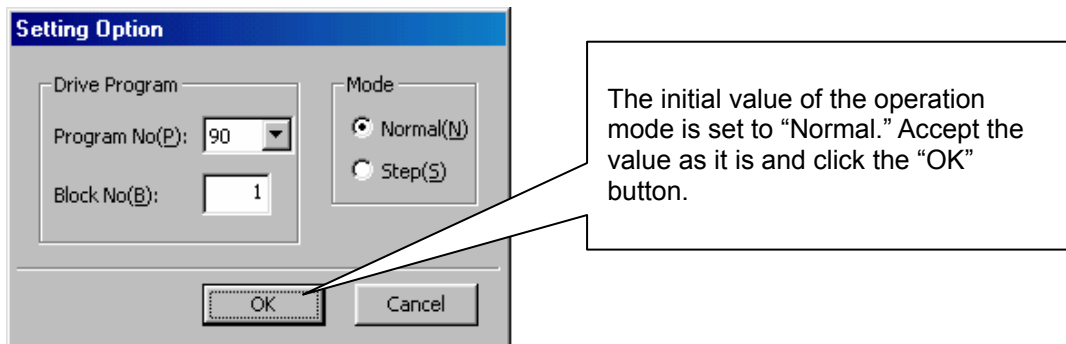 Setting Option
Drive Program
Program No(P): 90
Block No(B): 1
Mode
Normal(N)
Step(S)
OK Cancel
The initial value of the operation
mode is set to “Normal.” Accept the
value as it is and click the “OK”
button.